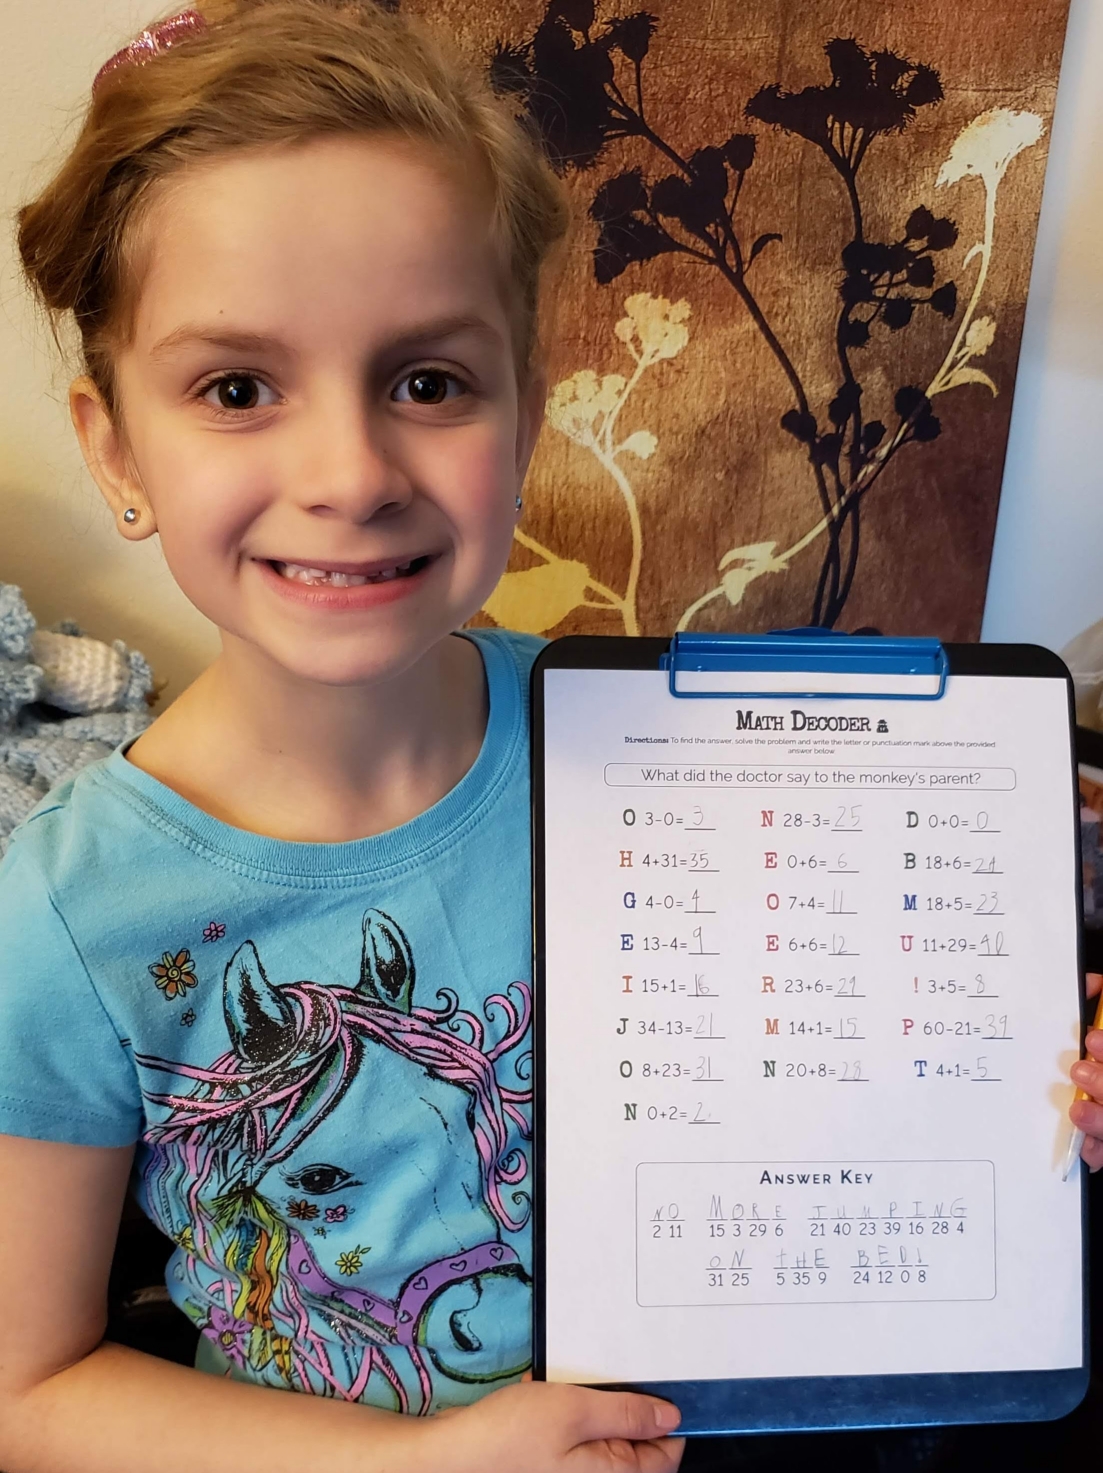 MATH DECODER
Directions: To find the answer, solve the problem and write the letter or punctuation mark above the provided
answer below.
What did the doctor say to the monkey's parent?
O 3-0=3 N 28-3=25 D 0+0=0
H 4+31=35 E 0+6=6 B 18+6=24
G 4-0=4 O 7+4=11 M 18+5=23
E 13-4=9 E 6+6=12 U 11+29=40
I 15+1=16 R 23+6=29 ! 3+5=8
J 34-13=21 M 14+1=15 P 60-21=39
O 8+23=31 N 20+8=28 T 4+1=5
N 0+2=2
ANSWER KEY
NO MORE JUMPING
2 11 15 3 29 6 21 40 23 39 16 28 4
ON tHE BED!
31 25 5 35 9 24 12 0 8